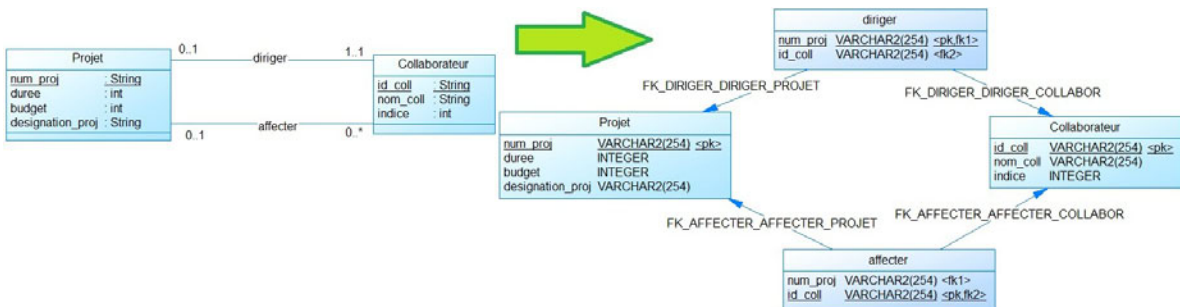 Projet
num_proj : String
duree : int
budget : int
designation_proj : String
0..1
diriger
1..1
0..1
affecter
0..*
Collaborateur
id_coll : String
nom_coll : String
indice : int
diriger
num_proj VARCHAR2(254) <pk,fk1>
id_coll VARCHAR2(254) <fk2>
FK_DIRIGER_DIRIGER_PROJET
FK_DIRIGER_DIRIGER_COLLABOR
Projet
num_proj VARCHAR2(254) <pk>
duree INTEGER
budget INTEGER
designation_proj VARCHAR2(254)
Collaborateur
id_coll VARCHAR2(254) <pk>
nom_coll VARCHAR2(254)
indice INTEGER
FK_AFFECTER_AFFECTER_PROJET
FK_AFFECTER_AFFECTER_COLLABOR
affecter
num_proj VARCHAR2(254) <fk1>
id_coll VARCHAR2(254) <pk,fk2>